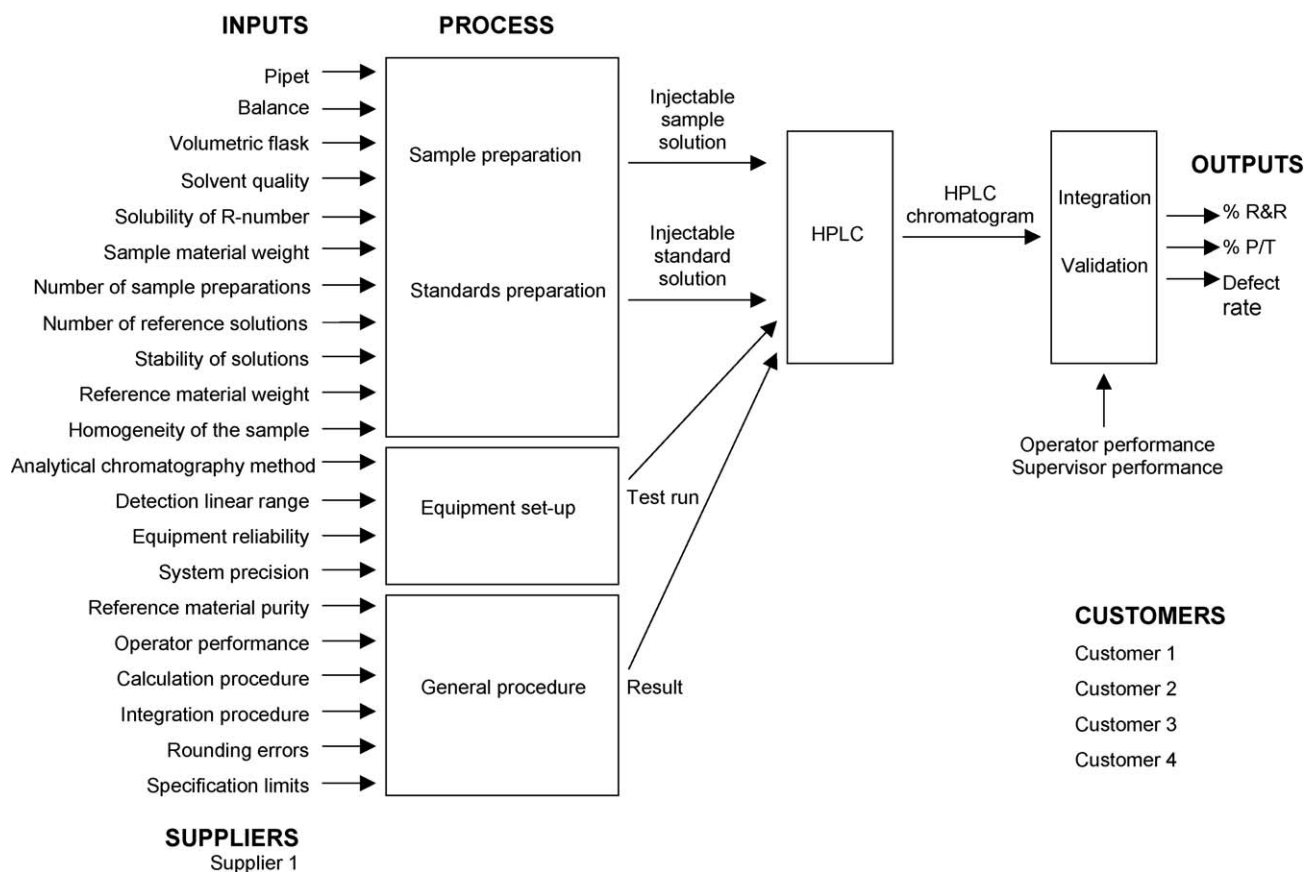 INPUTS
PROCESS
Pipet
Balance
Volumetric flask
Solvent quality
Solubility of R-number
Sample material weight
Number of sample preparations
Number of reference solutions
Stability of solutions
Reference material weight
Homogeneity of the sample
Analytical chromatography method
Detection linear range
Equipment reliability
System precision
Reference material purity
Operator performance
Calculation procedure
Integration procedure
Rounding errors
Specification limits
SUPPLIERS
Supplier 1
Sample preparation
Standards preparation
Equipment set-up
General procedure
Injectable
sample
solution
Injectable
standard
solution
Test run
Result
HPLC
HPLC
chromatogram
Integration
Validation
Operator performance
Supervisor performance
OUTPUTS
% R&R
% P/T
Defect
rate
CUSTOMERS
Customer 1
Customer 2
Customer 3
Customer 4